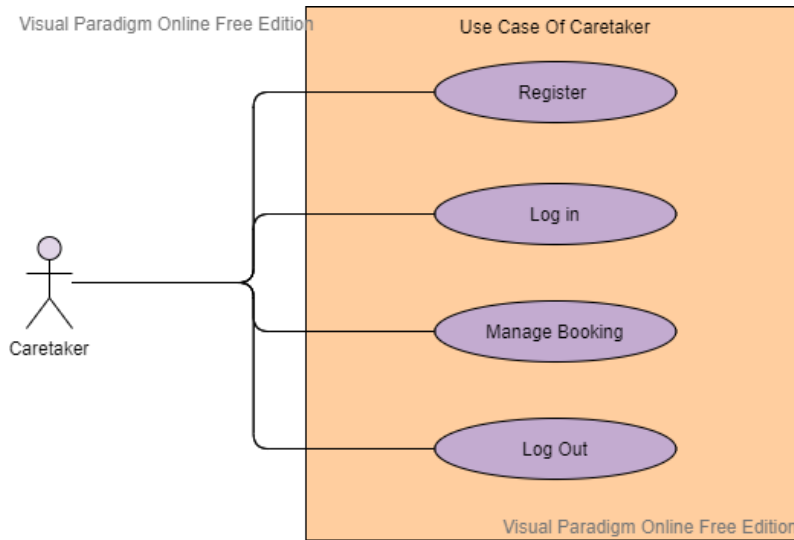 Visual Paradigm Online Free Edition
Use Case Of Caretaker
Register
Log in
Manage Booking
Caretaker
Log Out
Visual Paradigm Online Free Edition